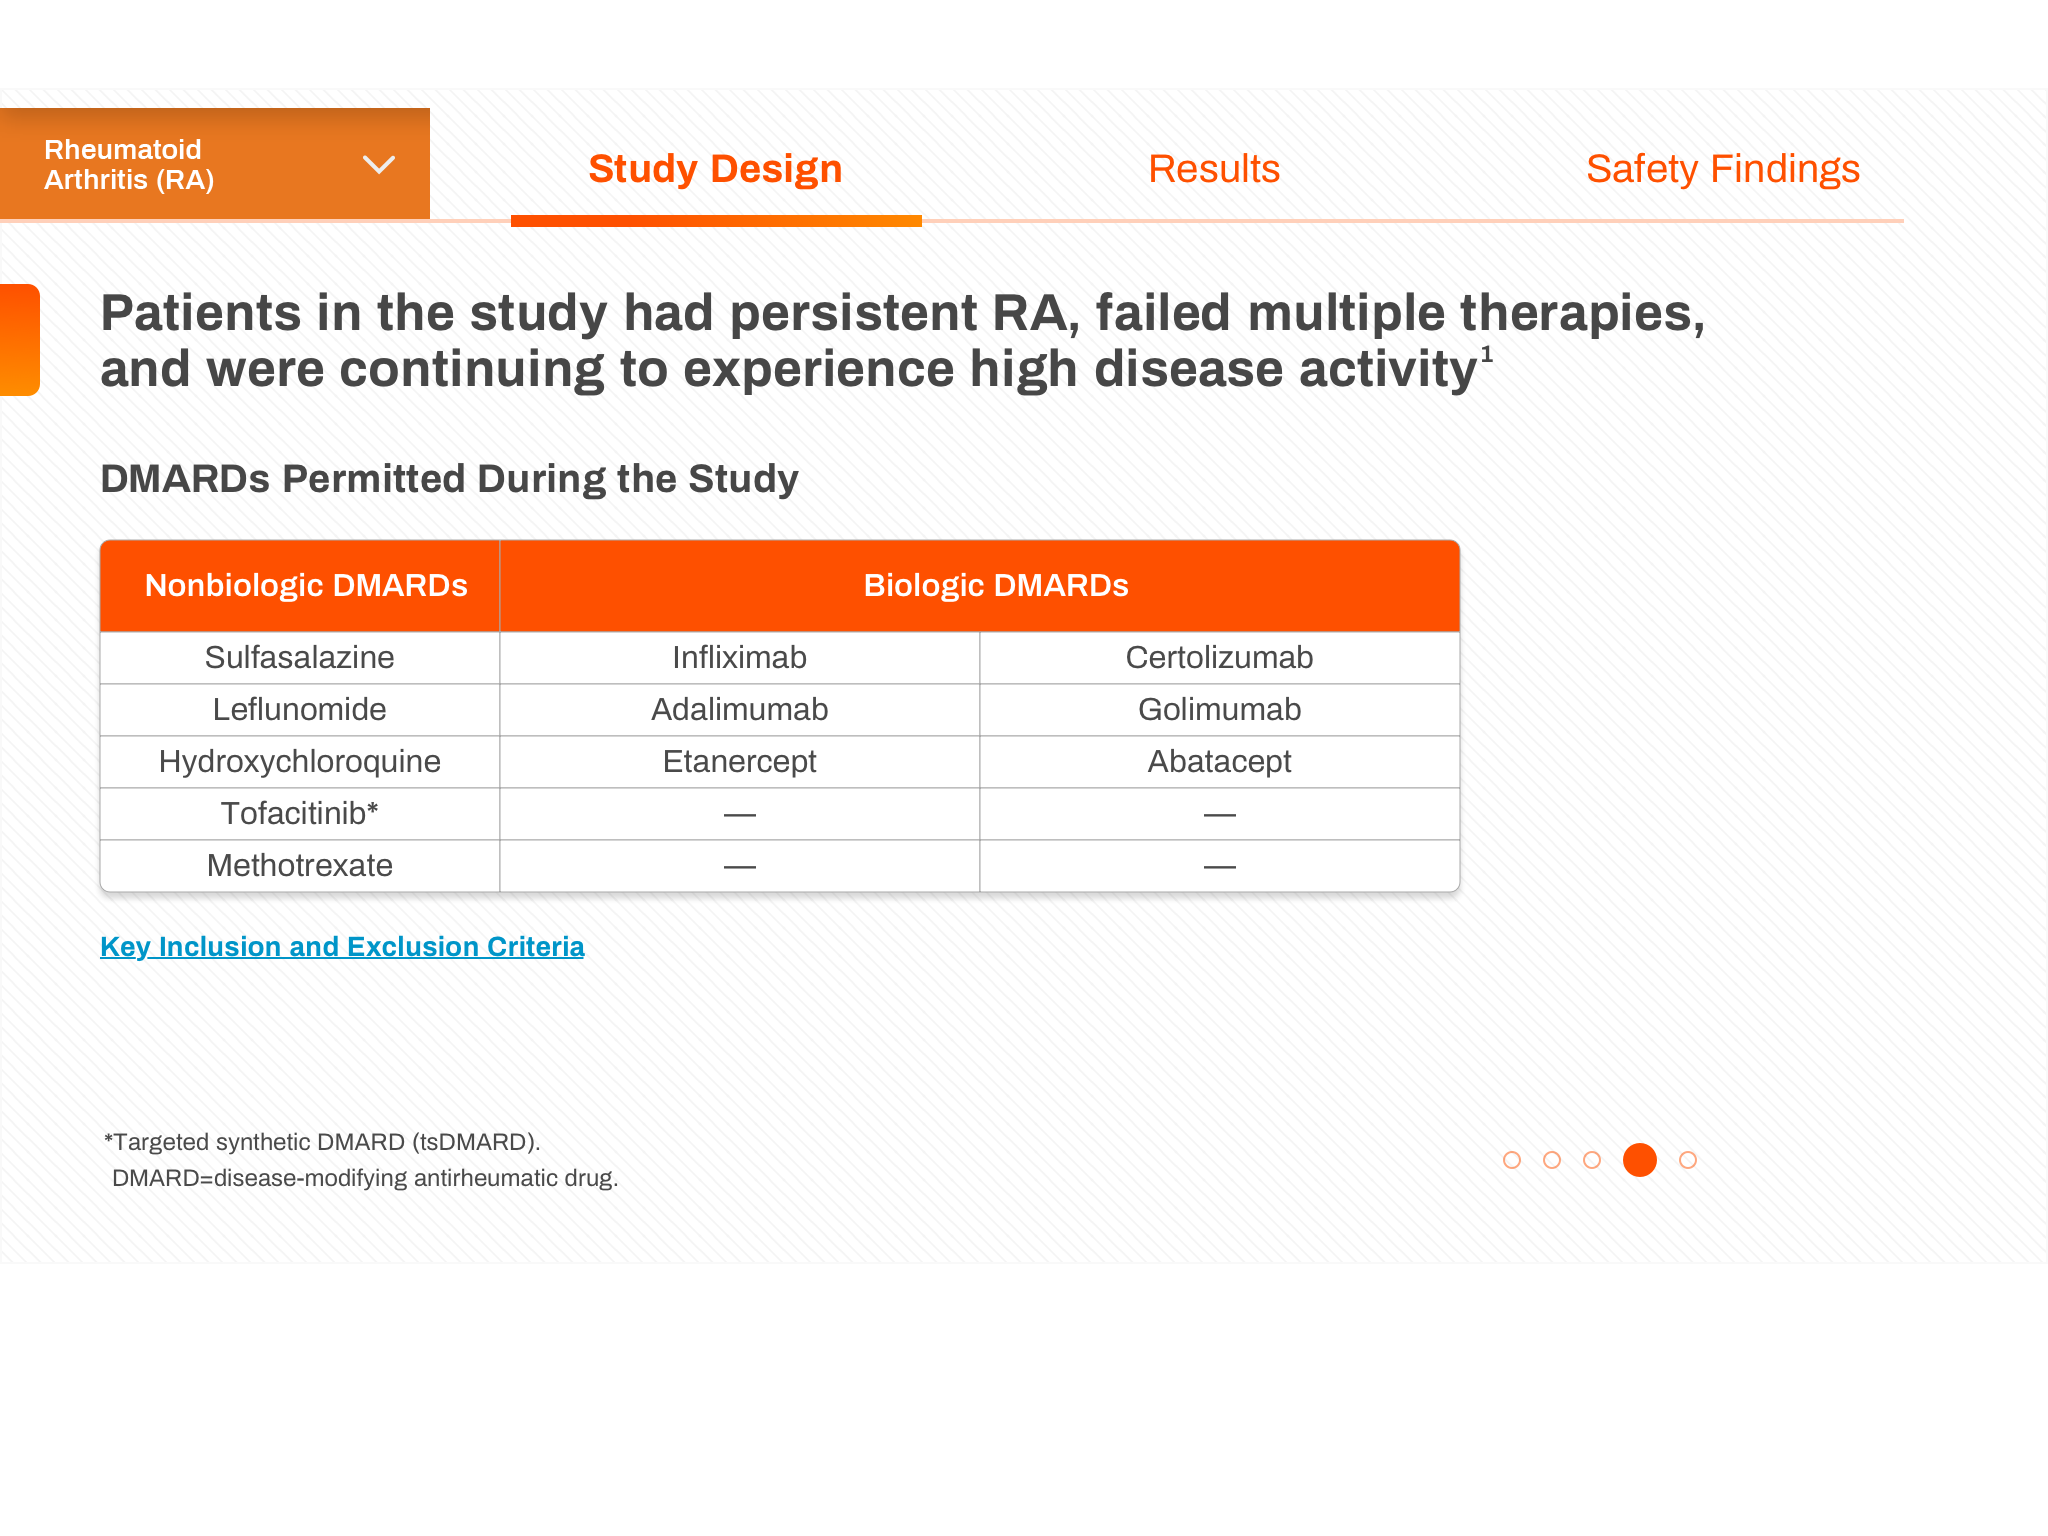 Rheumatoid
Arthritis (RA)
Study Design
Results
Safety Findings
Patients in the study had persistent RA, failed multiple therapies,
and were continuing to experience high disease activity¹
DMARDs Permitted During the Study
Nonbiologic DMARDs
Biologic DMARDs
Sulfasalazine
Infliximab
Certolizumab
Leflunomide
Adalimumab
Golimumab
Hydroxychloroquine
Etanercept
Abatacept
Tofacitinib*
—
—
Methotrexate
—
—
Key Inclusion and Exclusion Criteria
*Targeted synthetic DMARD (tsDMARD).
DMARD=disease-modifying antirheumatic drug.